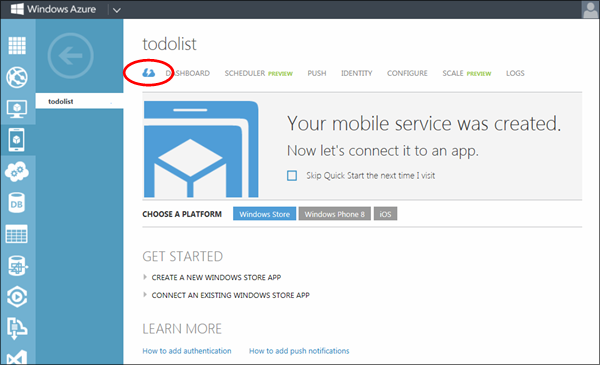 Windows Azure
todolist
DASHBOARD SCHEDULER PREVIEW PUSH IDENTITY CONFIGURE SCALE PREVIEW LOGS
todolist
Your mobile service was created.
Now let's connect it to an app.
Skip Quick Start the next time I visit
DB
CHOOSE A PLATFORM Windows Store Windows Phone 8 iOS
GET STARTED
CREATE A NEW WINDOWS STORE APP
CONNECT AN EXISTING WINDOWS STORE APP
LEARN MORE
How to add authentication How to add push notifications